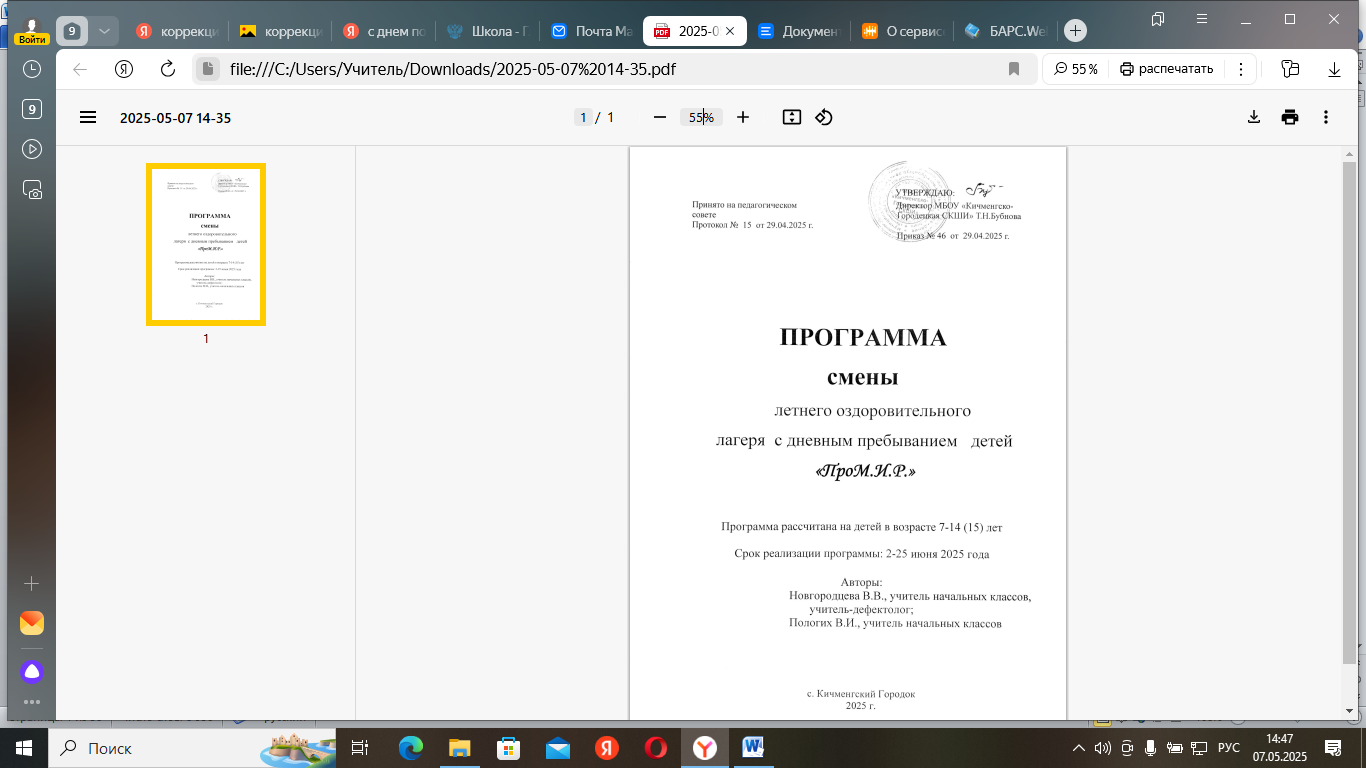 Войти
9
коррекци
коррекци
с днем по
Школа - Г
Почта Ма
2025-0
Докумен
О сервис
БАРС.We
file:///C:/Users/Учитель/Downloads/2025-05-07%2014-35.pdf
55 %
распечатать
9
2025-05-07 14-35
1 / 1
55%
1
Принято на педагогическом
совете
Протокол № 15 от 29.04.2025 г.
УТВЕРЖДАЮ:
Директор МБОУ «Кичменгско-
Городецкая СКШИ» Т.Н.Бубнова
Приказ № 46 от 29.04.2025 г.
ПРОГРАММА
смены
летнего оздоровительного
лагеря с дневным пребыванием детей
«ПроМ.И.Р.»
Программа рассчитана на детей в возрасте 7-14 (15) лет
Срок реализации программы: 2-25 июня 2025 года
Авторы:
Новгородцева В.В., учитель начальных классов,
учитель-дефектолог;
Пологих В.И., учитель начальных классов
с. Кичменгский Городок
2025 г.
Поиск
РУС
14:47
07.05.2025